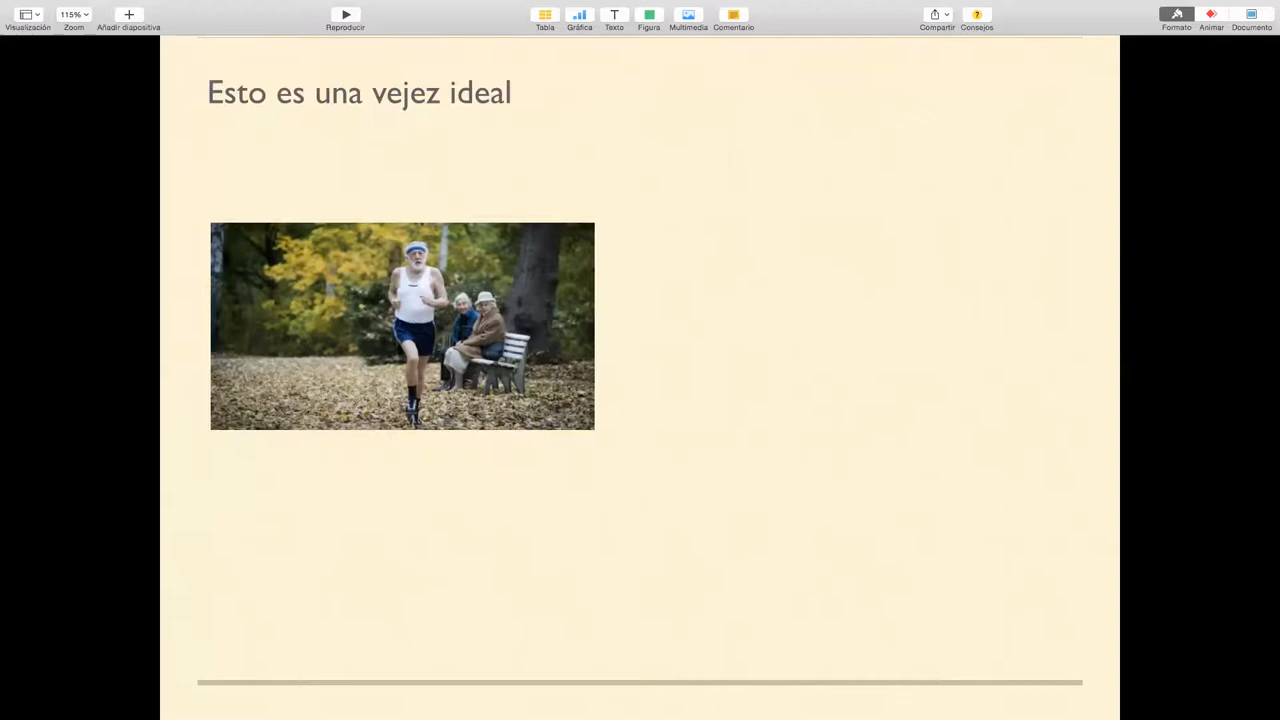 Visualización
115%
Zoom
Añadir diapositiva
Reproducir
Tabla
Gráfica
T
Texto
Figura
Multimedia
Comentario
Compartir
?
Consejos
Formato
Animar
Documento
Esto es una vejez ideal